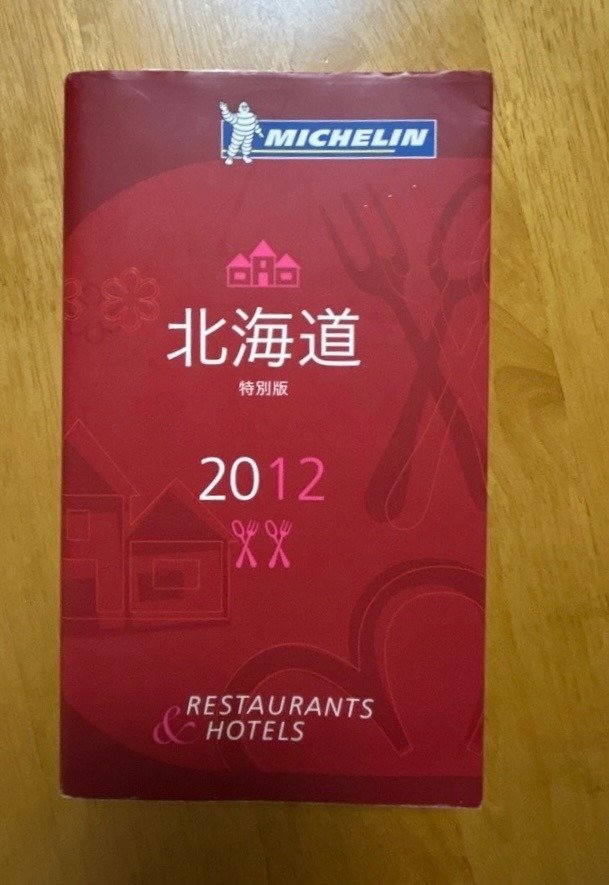 MICHELIN
北海道
特別版
2012
RESTAURANTS
& HOTELS